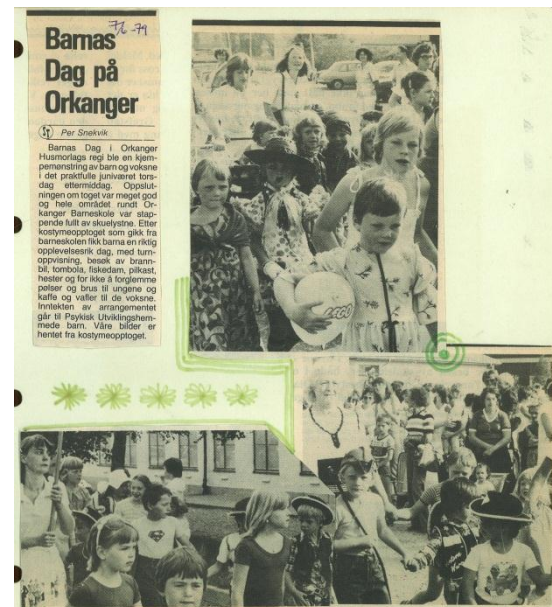 7/6 -79
Barnas
Dag på
Orkanger
Per Snekvik
Barnas Dag i Orkanger
Husmorlags regi ble en kjem-
pemønstring av barn og voksne
i det praktfulle juniværet tors-
dag ettermiddag. Oppslut-
ningen om toget var meget god
og hele området rundt Or-
kanger Barneskole var stap-
pende fullt av skuelystne. Etter
kostymeopptoget som gikk fra
barneskolen fikk barna en riktig
opplevelsesrik dag, med turn-
oppvisning, besøk av brann-
bil, tombola, fiskedam, pilkast,
hester og for ikke å forglemme
pølser og brus til ungene og
kaffe og vafler til de voksne.
Inntekten av arrangementet
går til Psykisk Utviklingshem-
mede barn. Våre bilder er
hentet fra kostymeopptoget.
LEGO